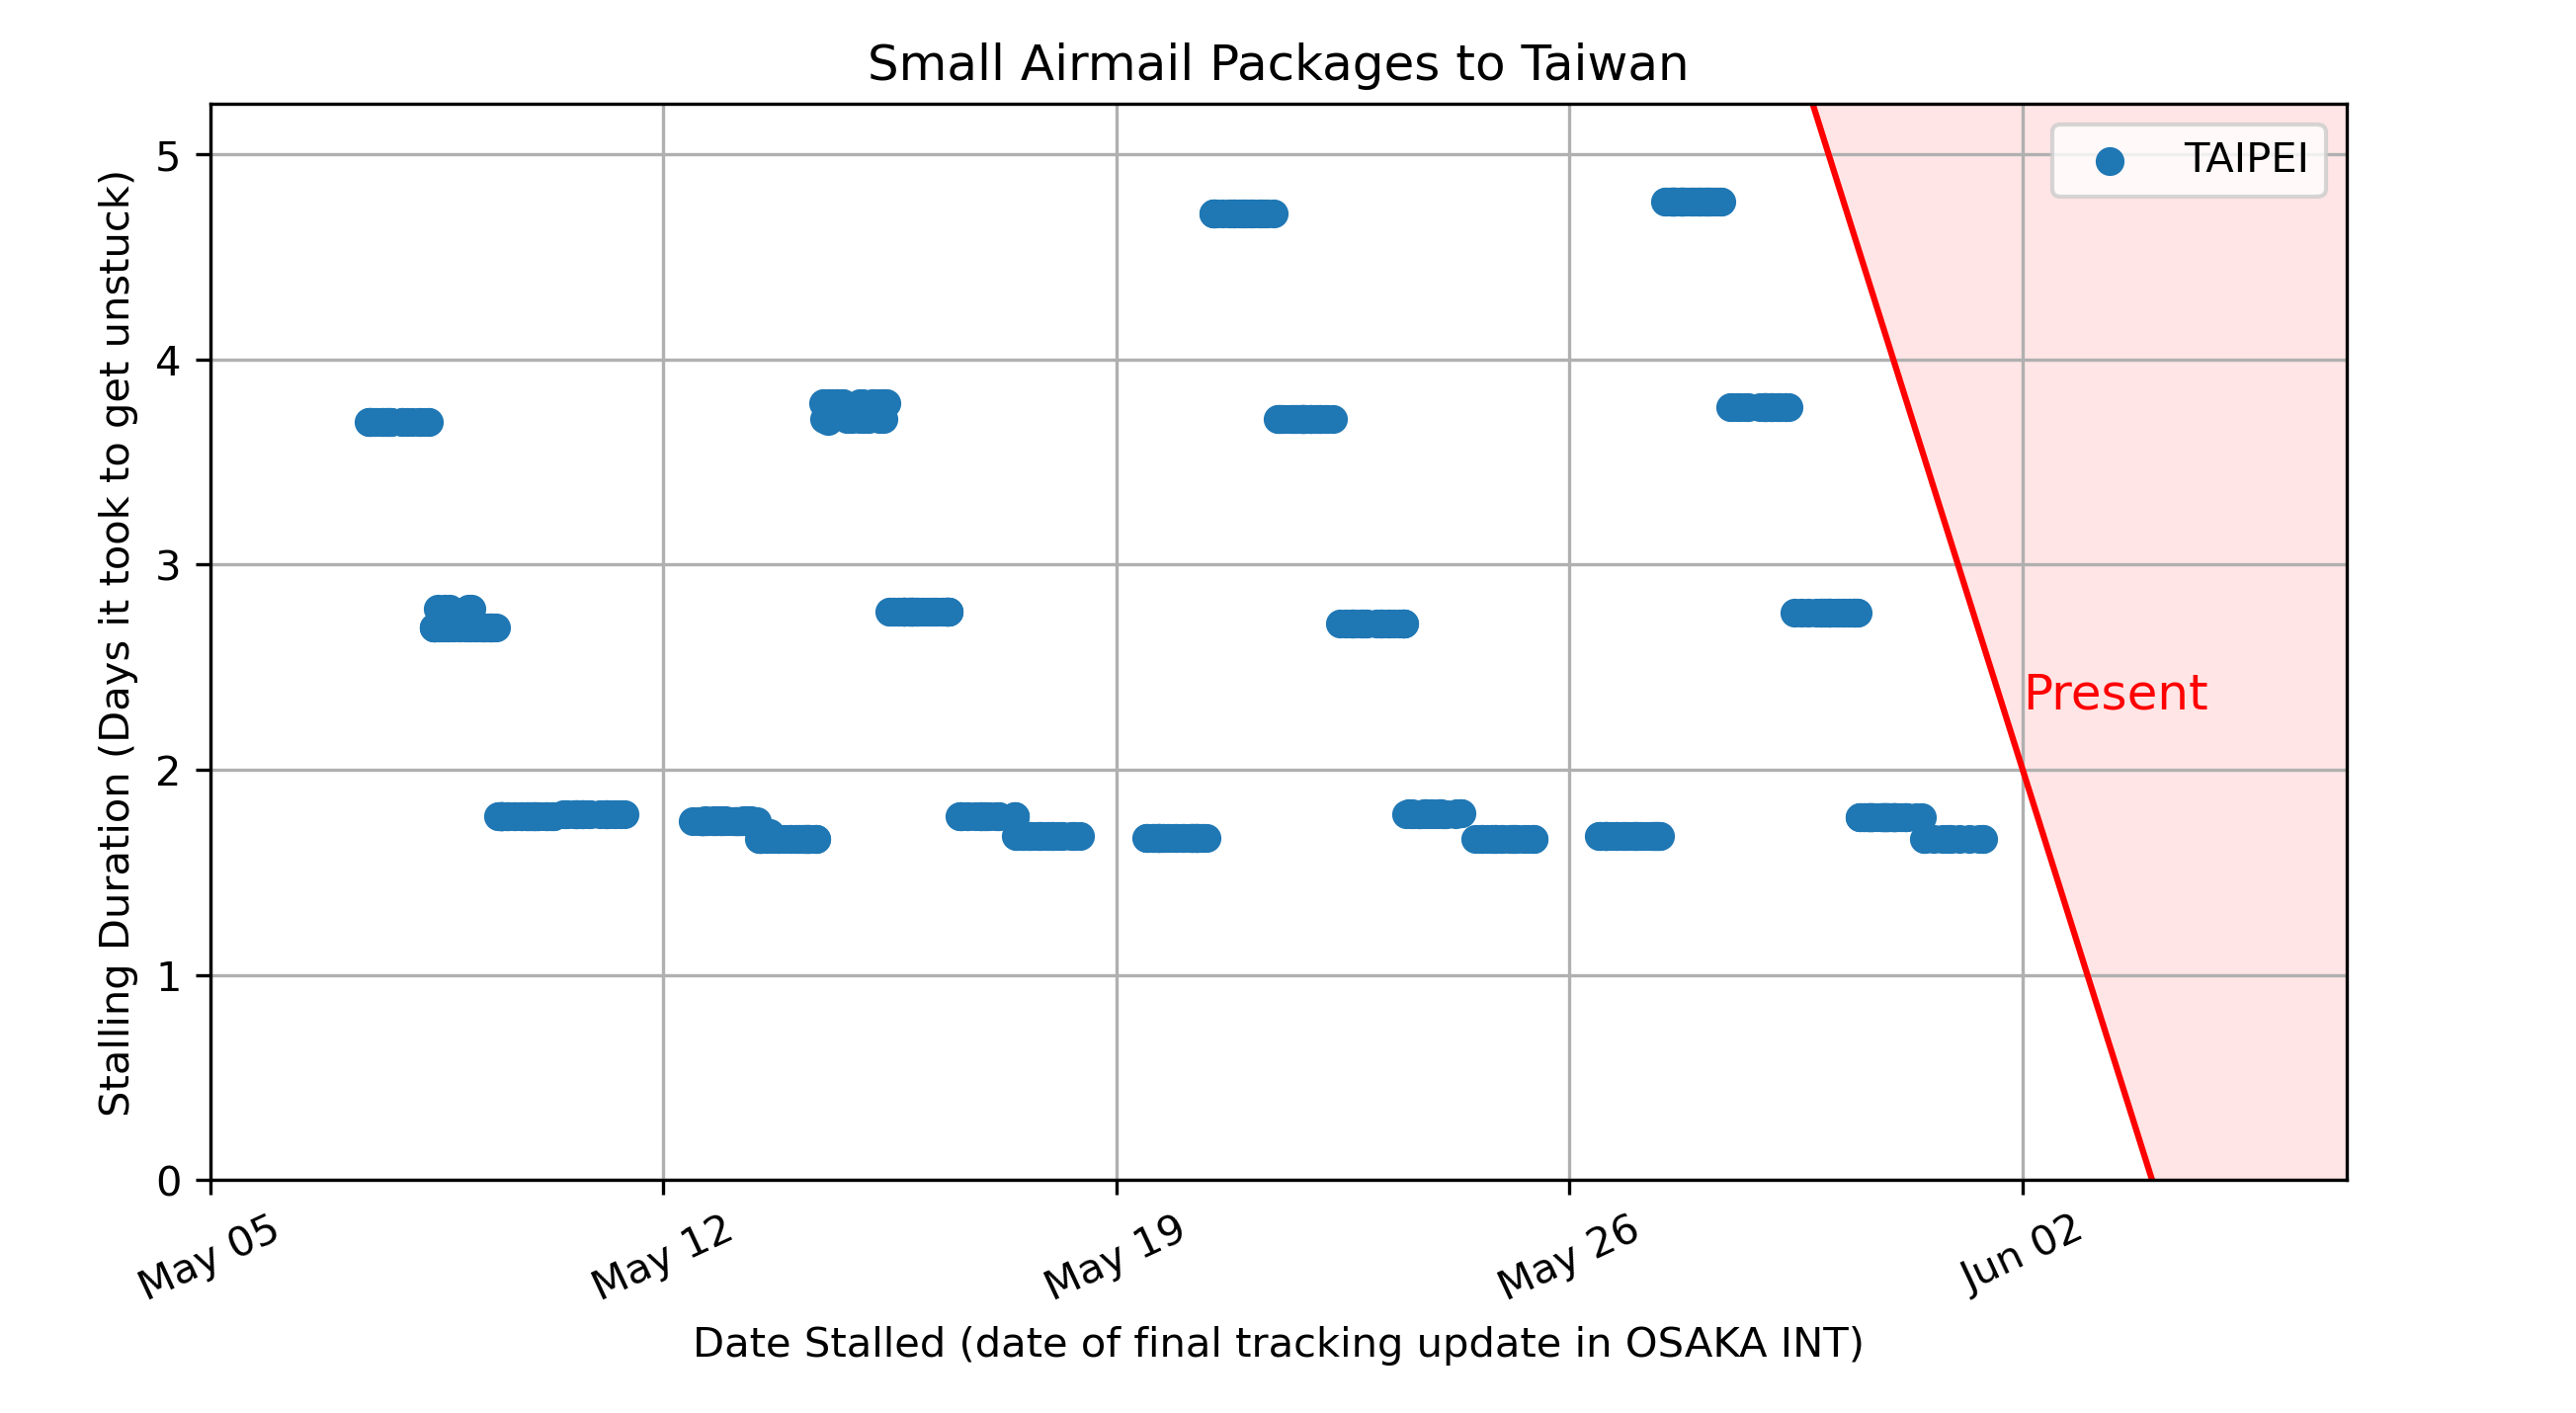 Small Airmail Packages to Taiwan
TAIPEI
Stalling Duration (Days it took to get unstuck)
5
4
3
2
1
0
Present
May 05
May 12
May 19
May 26
Jun 02
Date Stalled (date of final tracking update in OSAKA INT)